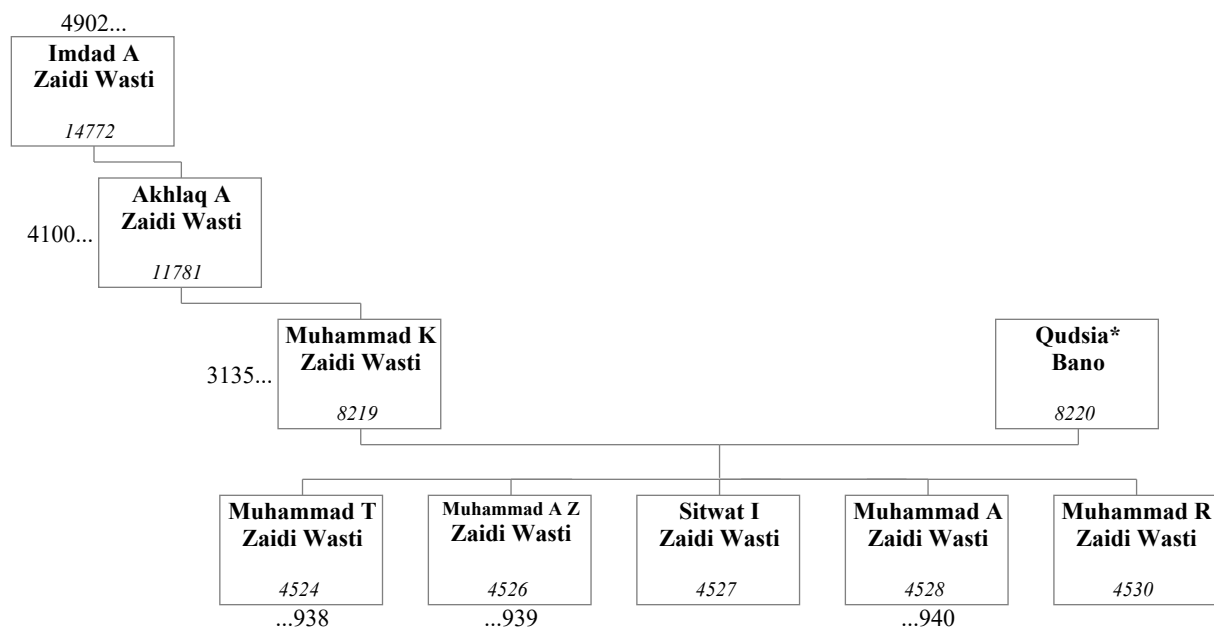 4902...
Imdad A
Zaidi Wasti
14772
Akhlaq A
Zaidi Wasti
4100...
11781
Muhammad K
Zaidi Wasti
3135...
8219
Qudsia*
Bano
8220
Muhammad T
Zaidi Wasti
4524
...938
Muhammad A Z
Zaidi Wasti
4526
...939
Sitwat I
Zaidi Wasti
4527
Muhammad A
Zaidi Wasti
4528
...940
Muhammad R
Zaidi Wasti
4530